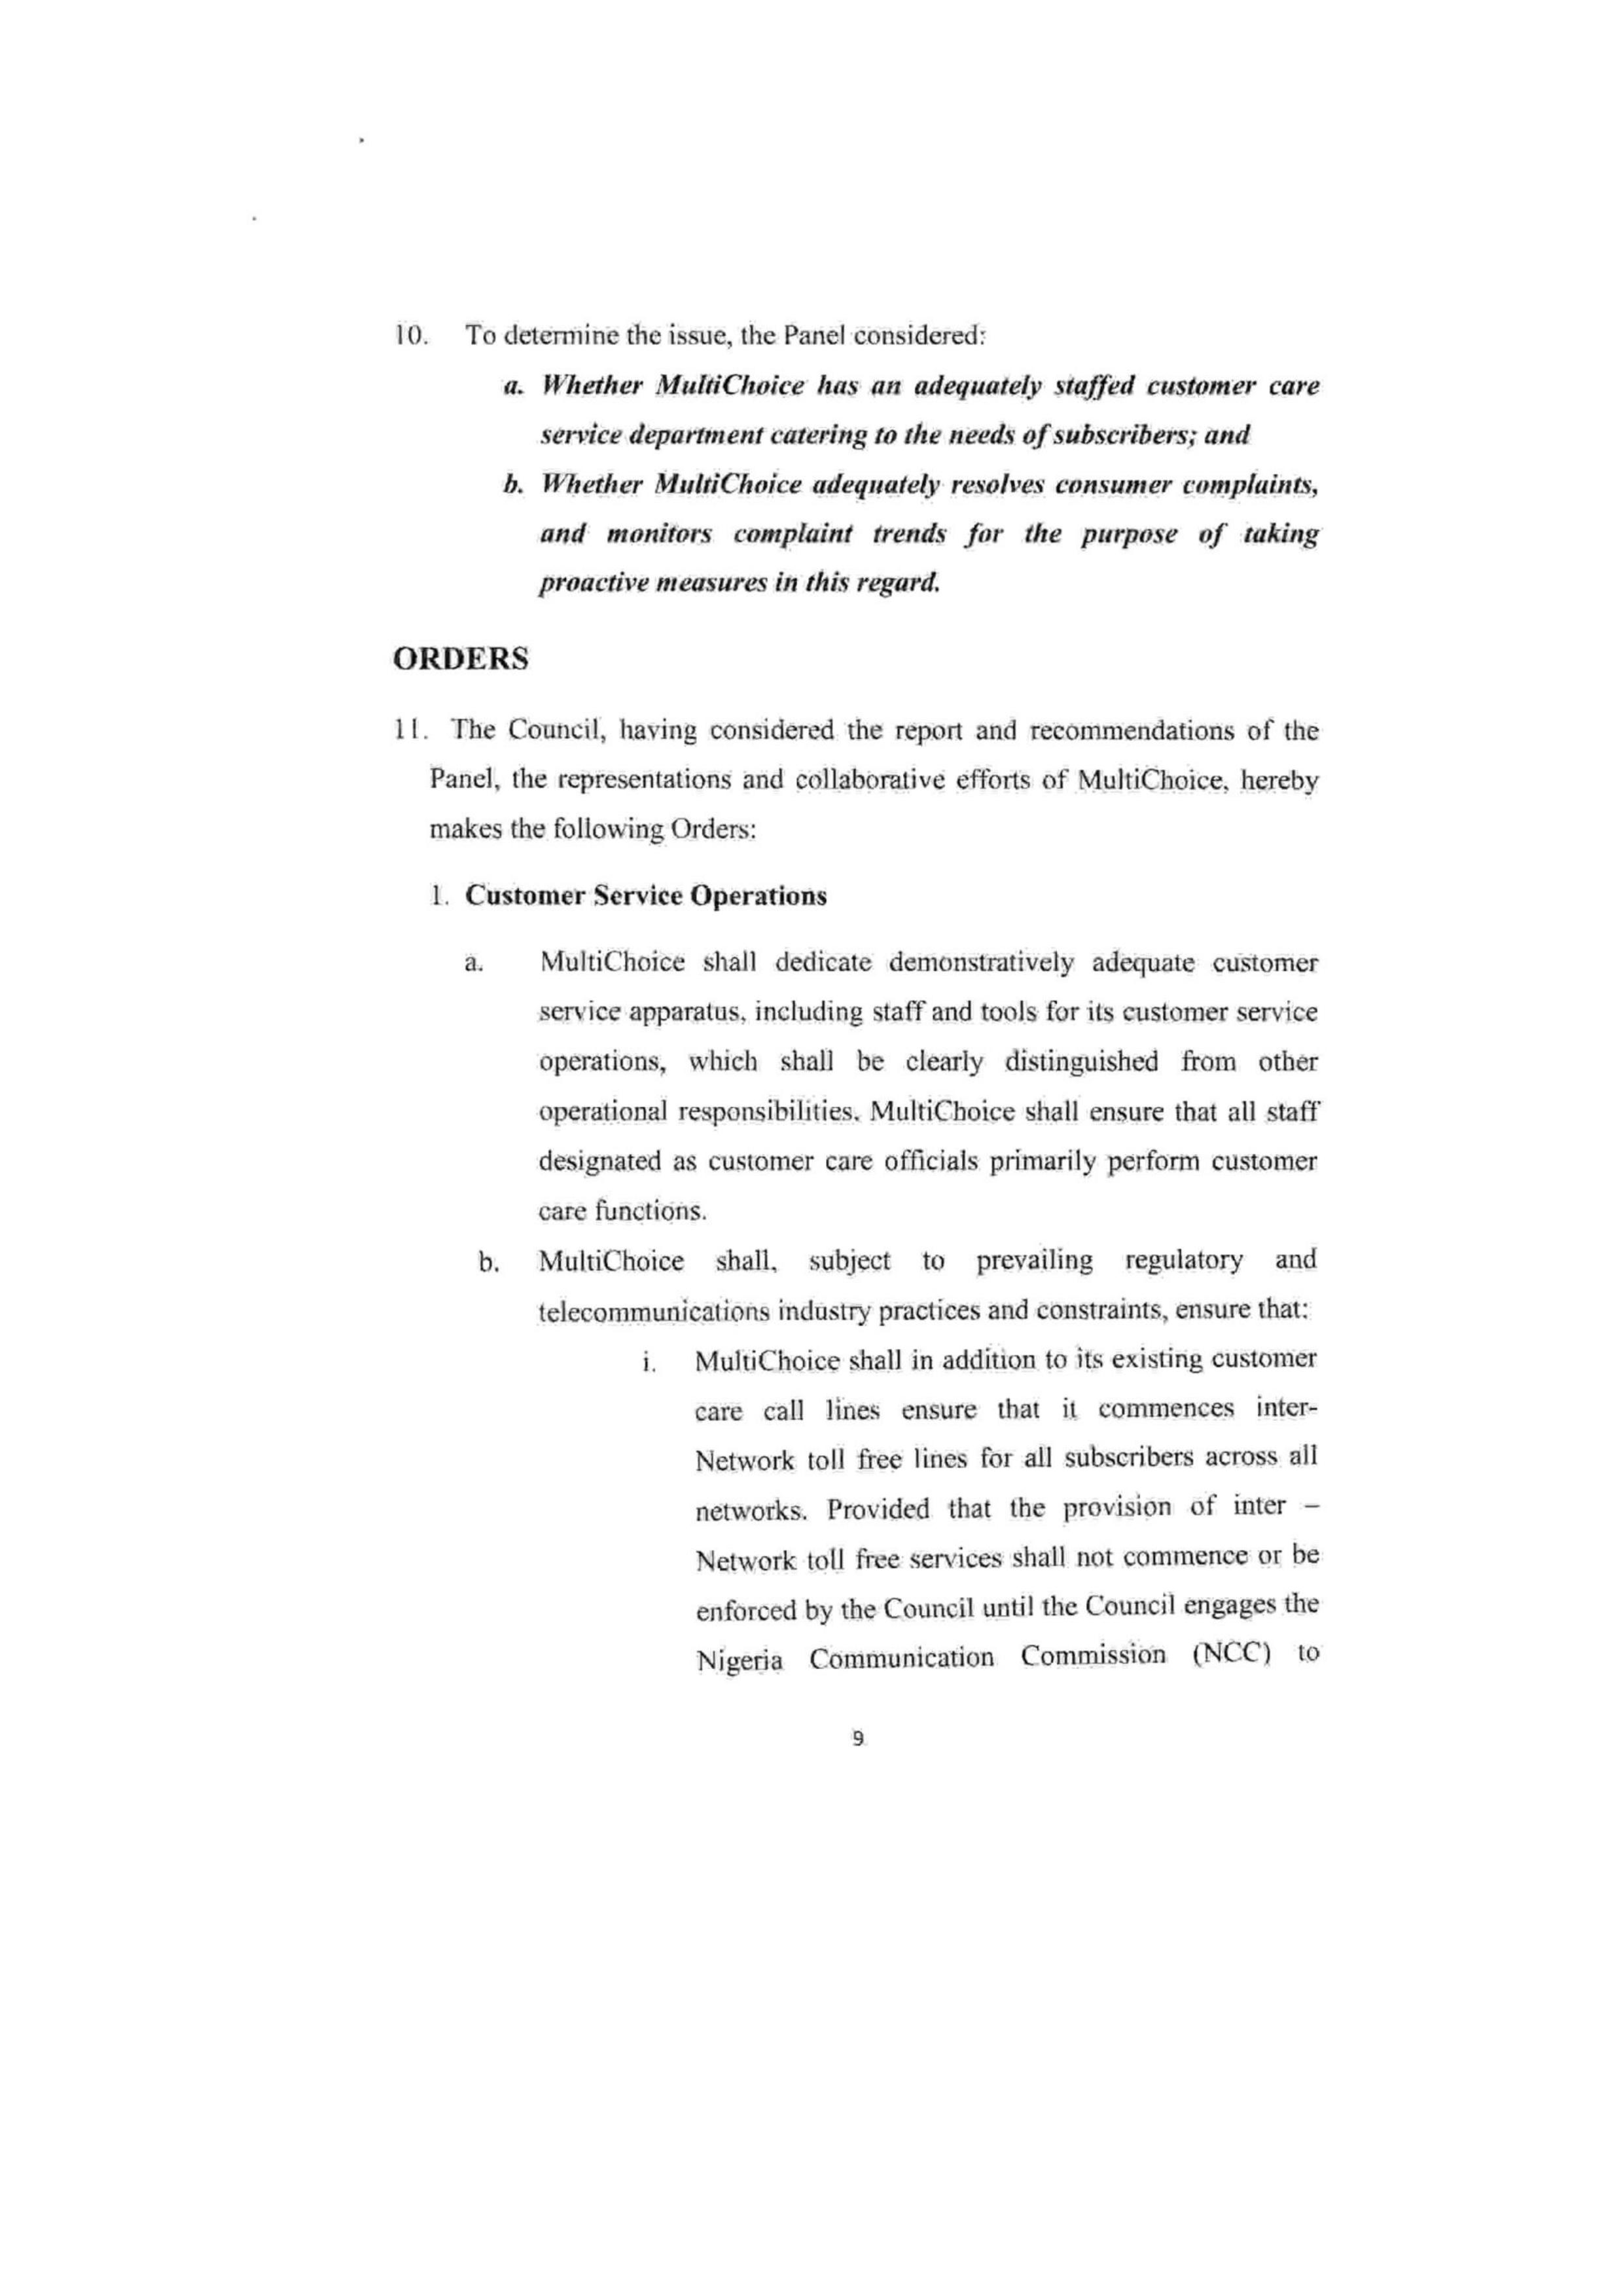 10. To determine the issue, the Panel considered:
a. Whether MultiChoice has an adequately staffed customer care
service department catering to the needs of subscribers; and
b. Whether MultiChoice adequately resolves consumer complaints,
and monitors complaint trends for the purpose of taking
proactive measures in this regard.
ORDERS
11. The Council, having considered the report and recommendations of the
Panel, the representations and collaborative efforts of MultiChoice, hereby
makes the following Orders:
1. Customer Service Operations
a. MultiChoice shall dedicate demonstratively adequate customer
service apparatus, including staff and tools for its customer service
operations, which shall be clearly distinguished from other
operational responsibilities. MultiChoice shall ensure that all staff
designated as customer care officials primarily perform customer
care functions.
b. MultiChoice shall, subject to prevailing regulatory and
telecommunications industry practices and constraints, ensure that:
i. MultiChoice shall in addition to its existing customer
care call lines ensure that it commences inter-
Network toll free lines for all subscribers across all
networks. Provided that the provision of inter –
Network toll free services shall not commence or be
enforced by the Council until the Council engages the
Nigeria Communication Commission (NCC) to
9